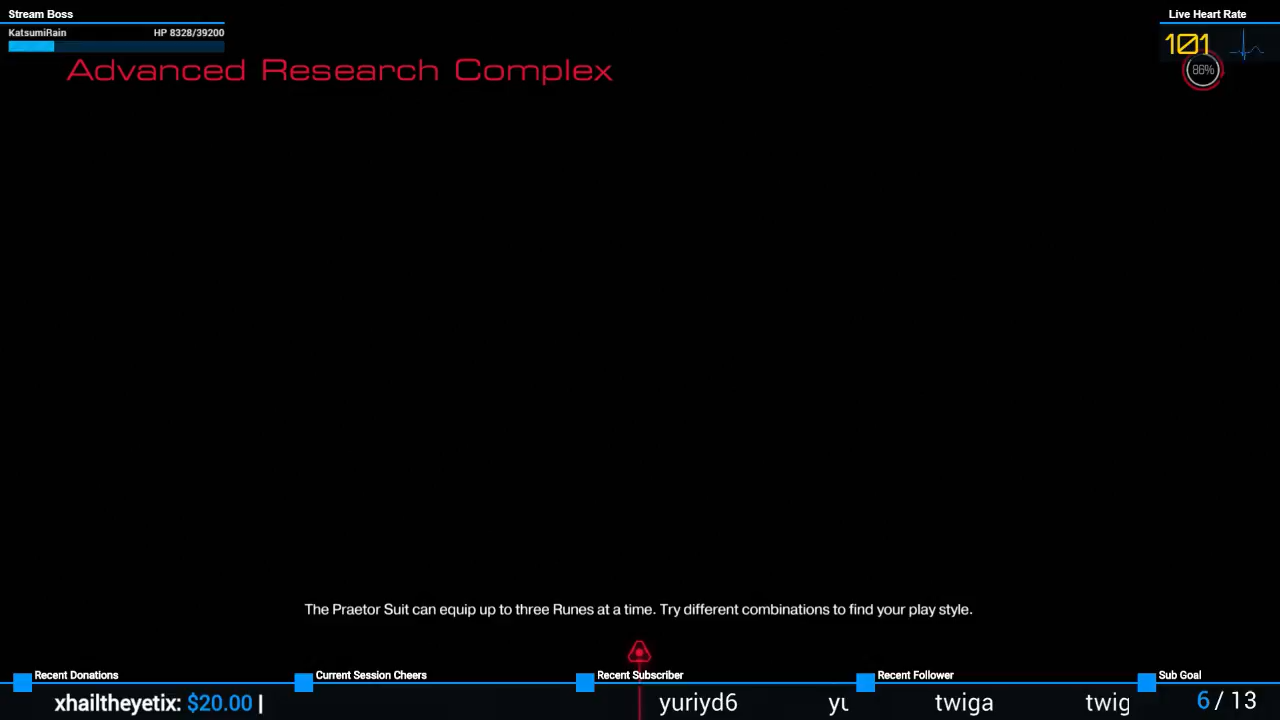 Stream Boss
KatsumiRain HP 8328/39200
Live Heart Rate
101
86%
Advanced Research Complex
The Praetor Suit can equip up to three Runes at a time. Try different combinations to find your play style.
Recent Donations
xhailtheyetix: $20.00 |
Current Session Cheers
Recent Subscriber
yuriyd6 yu
Recent Follower
twiga twig
Sub Goal
6 / 13